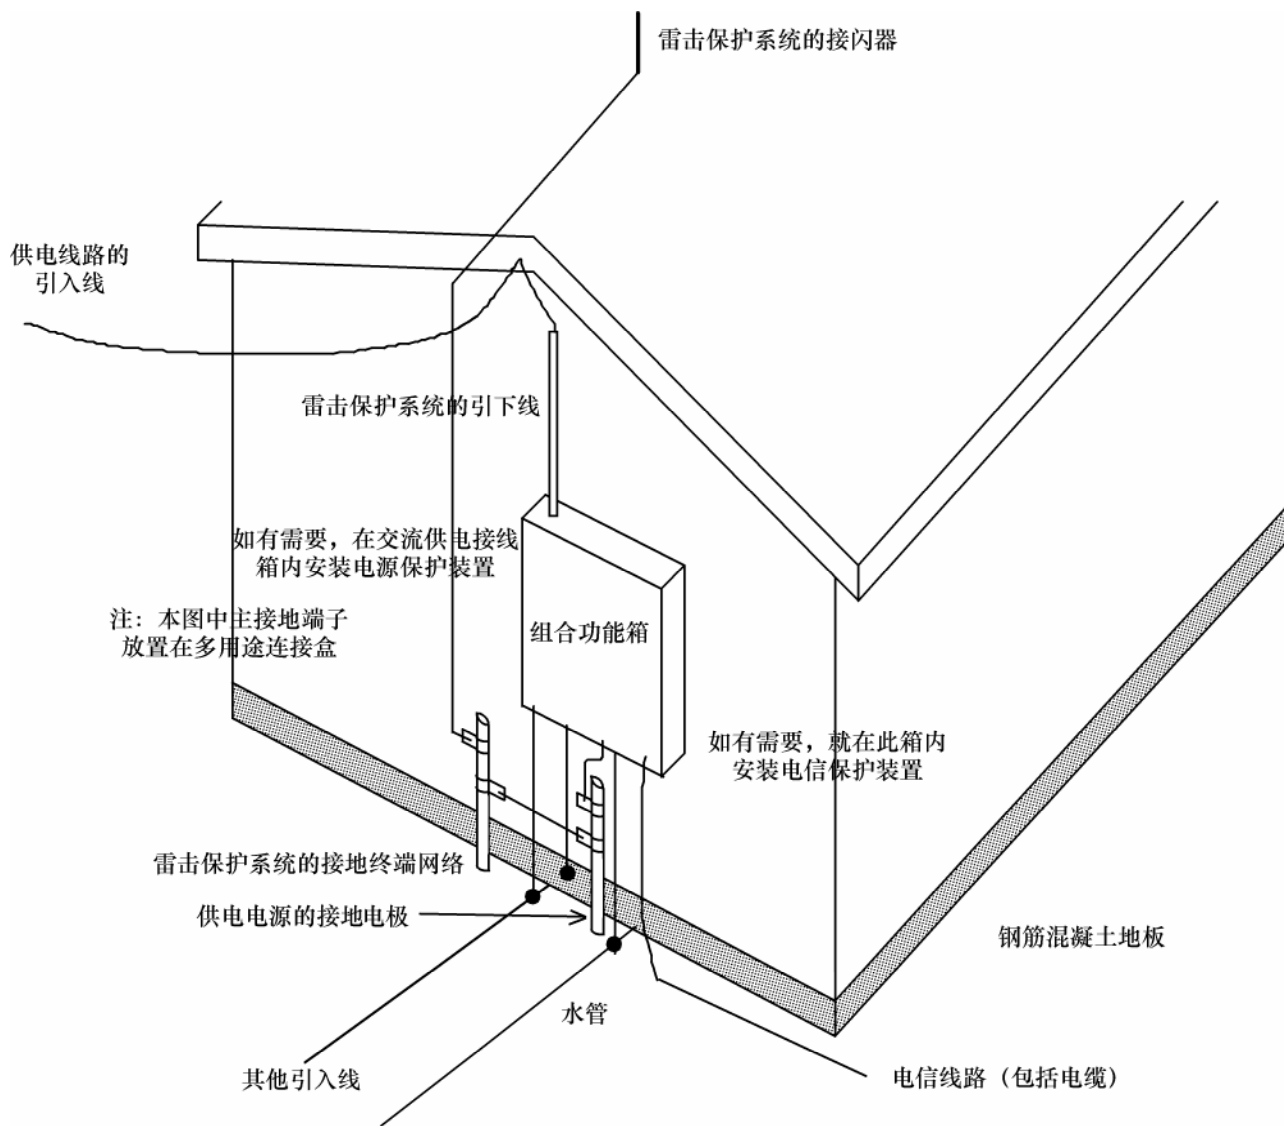 雷击保护系统的接闪器
供电线路的
引入线
雷击保护系统的引下线
如有需要，在交流供电接线
箱内安装电源保护装置
注：本图中主接地端子
放置在多用途连接盒
组合功能箱
如有需要，就在此箱内
安装电信保护装置
雷击保护系统的接地终端网络
供电电源的接地电极
钢筋混凝土地板
水管
其他引入线
电信线路（包括电缆）